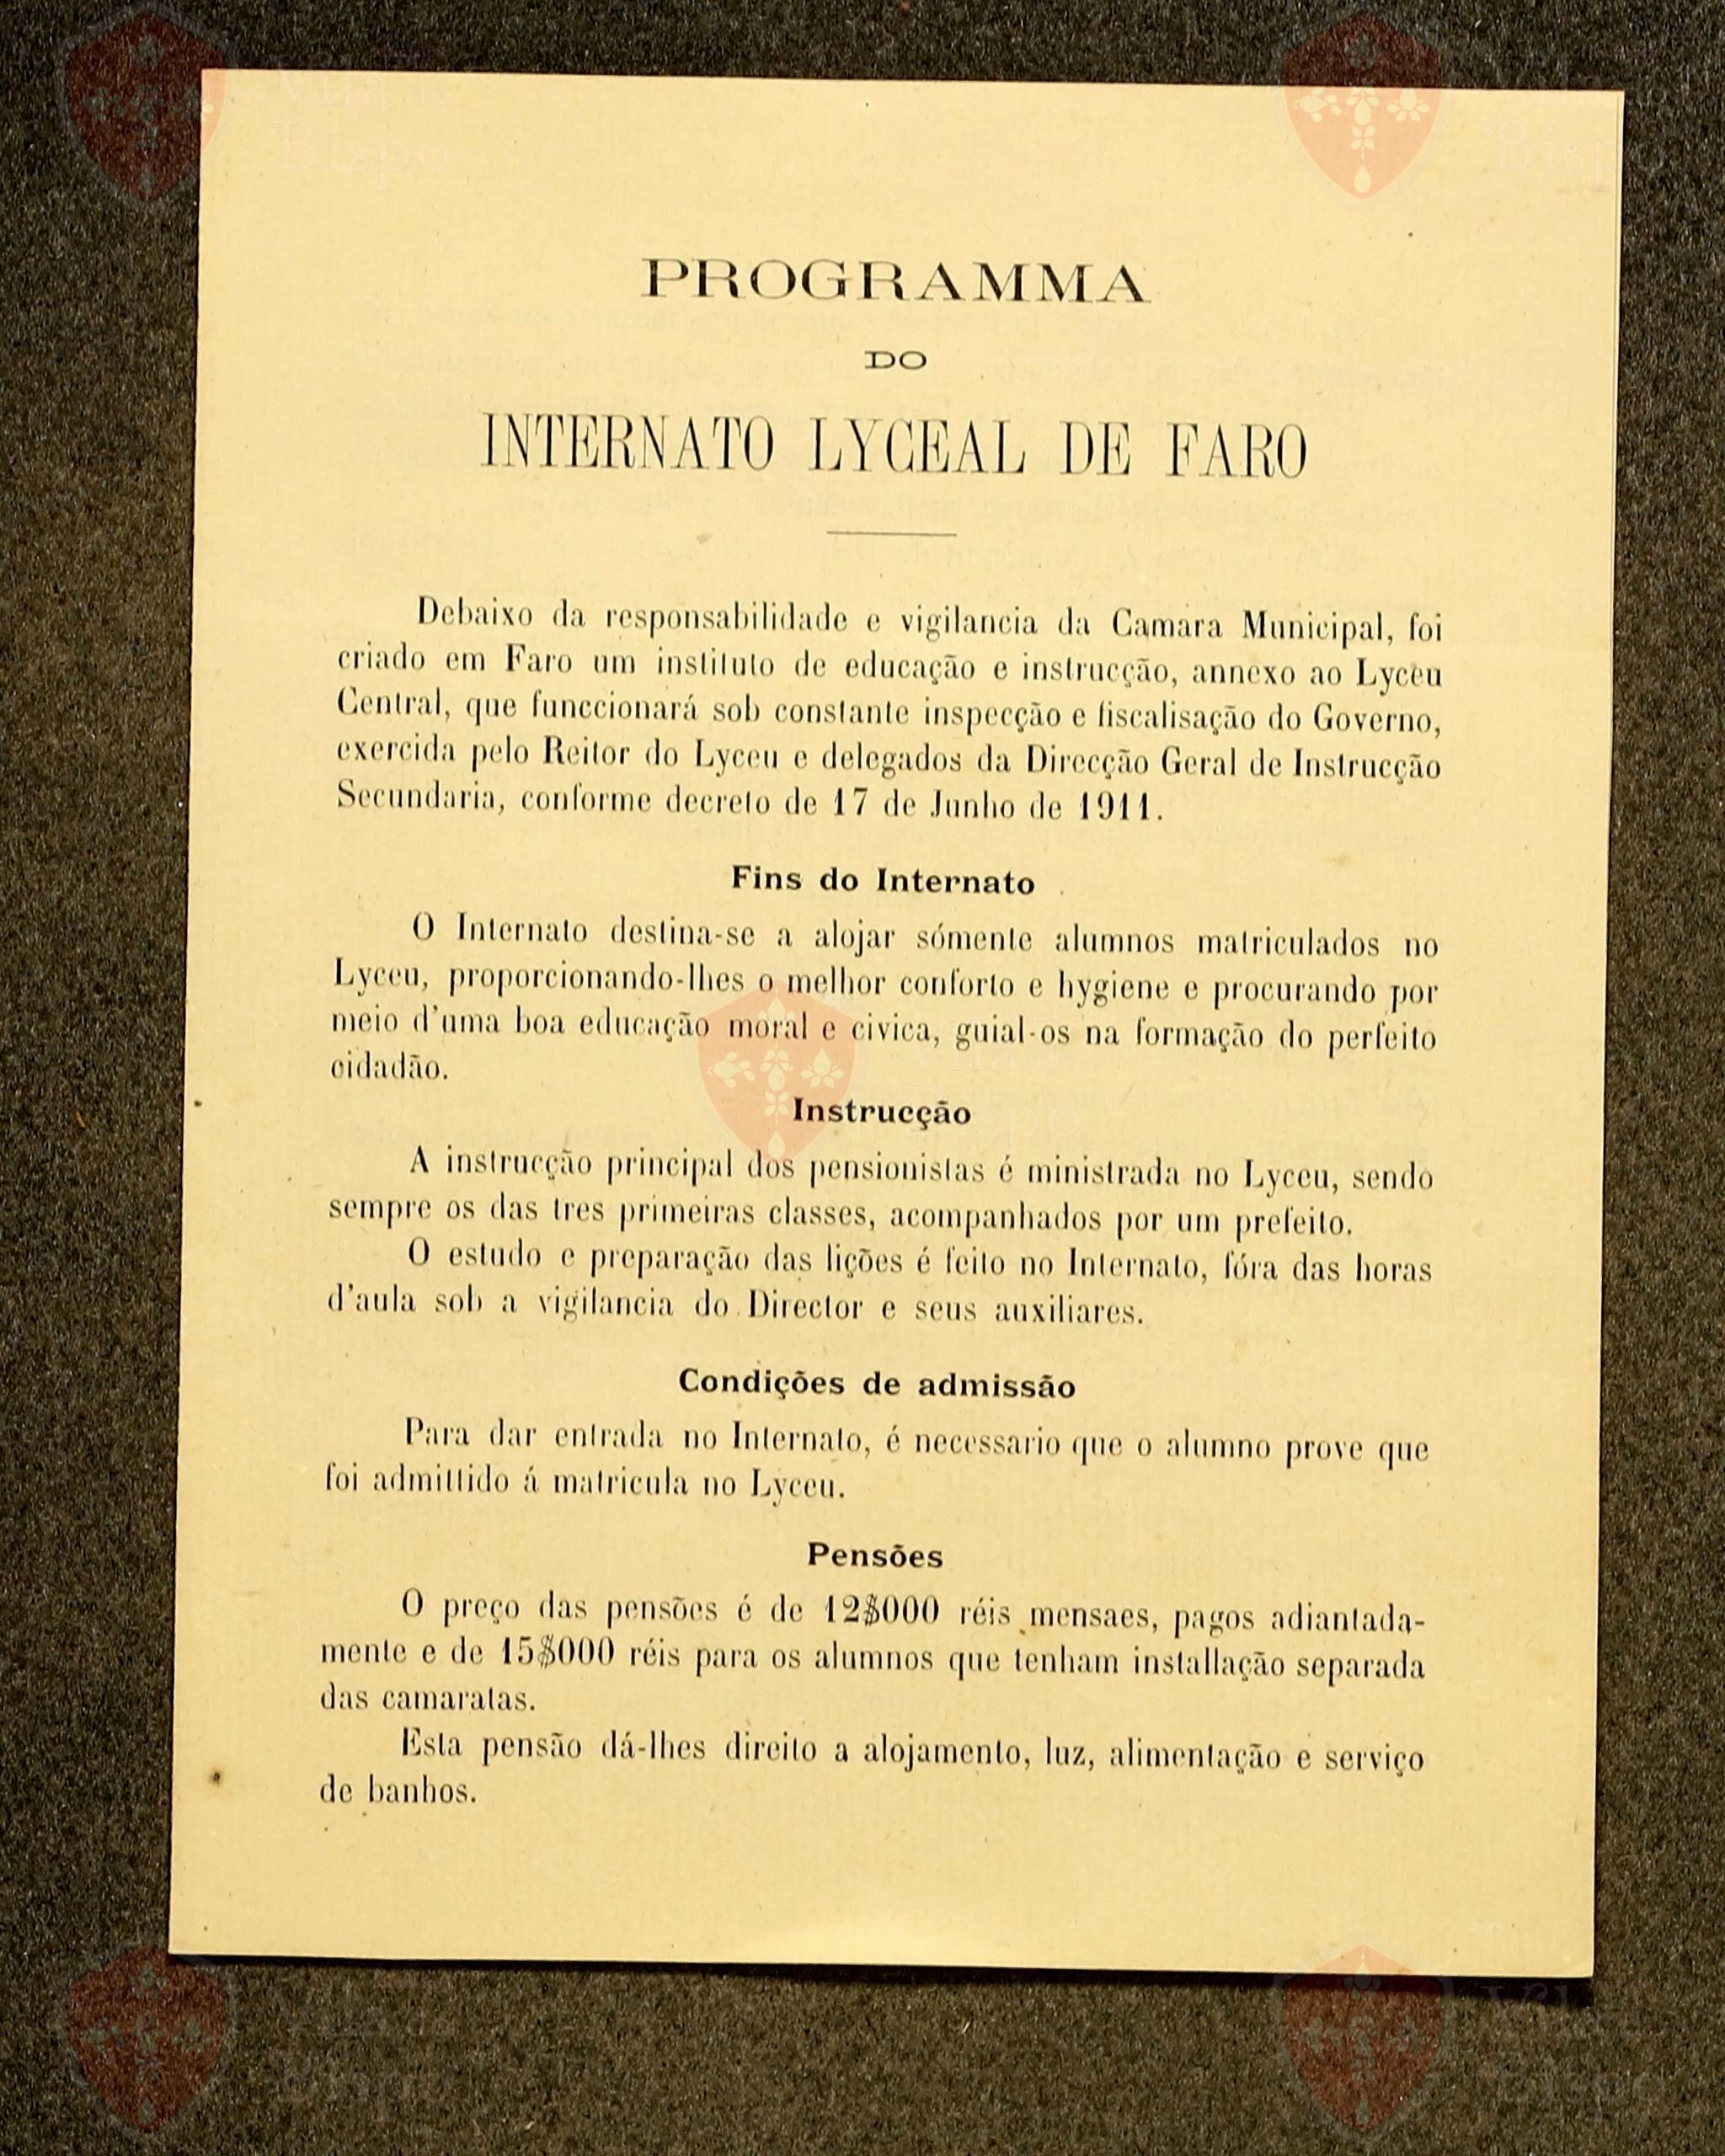 PROGRAMMA
DO
INTERNATO LYCEAL DE FARO
Debaixo da responsabilidade e vigilancia da Camara Municipal, foi
criado em Faro um instituto de educação e instrucção, annexo ao Lyceu
Central, que funccionará sob constante inspecção e fiscalisação do Governo,
exercida pelo Reitor do Lyceu e delegados da Direcção Geral de Instrucção
Secundaria, conforme decreto de 17 de Junho de 1911.
Fins do Internato
O Internato destina-se a alojar sómente alumnos matriculados no
Lyceu, proporcionando-lhes o melhor conforto e hygiene e procurando por
meio d'uma boa educação moral e civica, guial-os na formação do perfeito
cidadão.
Instrucção
A instrucção principal dos pensionistas é ministrada no Lyceu, sendo
sempre os das tres primeiras classes, acompanhados por um prefeito.
O estudo e preparação das lições é feito no Internato, fóra das horas
d'aula sob a vigilancia do Director e seus auxiliares.
Condições de admissão
Para dar entrada no Internato, é necessario que o alumno prove que
foi admittido á matricula no Lyceu.
Pensões
O preço das pensões é de 12$000 réis mensaes, pagos adiantada-
mente e de 15$000 réis para os alumnos que tenham installação separada
das camaratas.
Esta pensão dá-lhes direito a alojamento, luz, alimentação e serviço
de banhos.
Vila do
Bispo